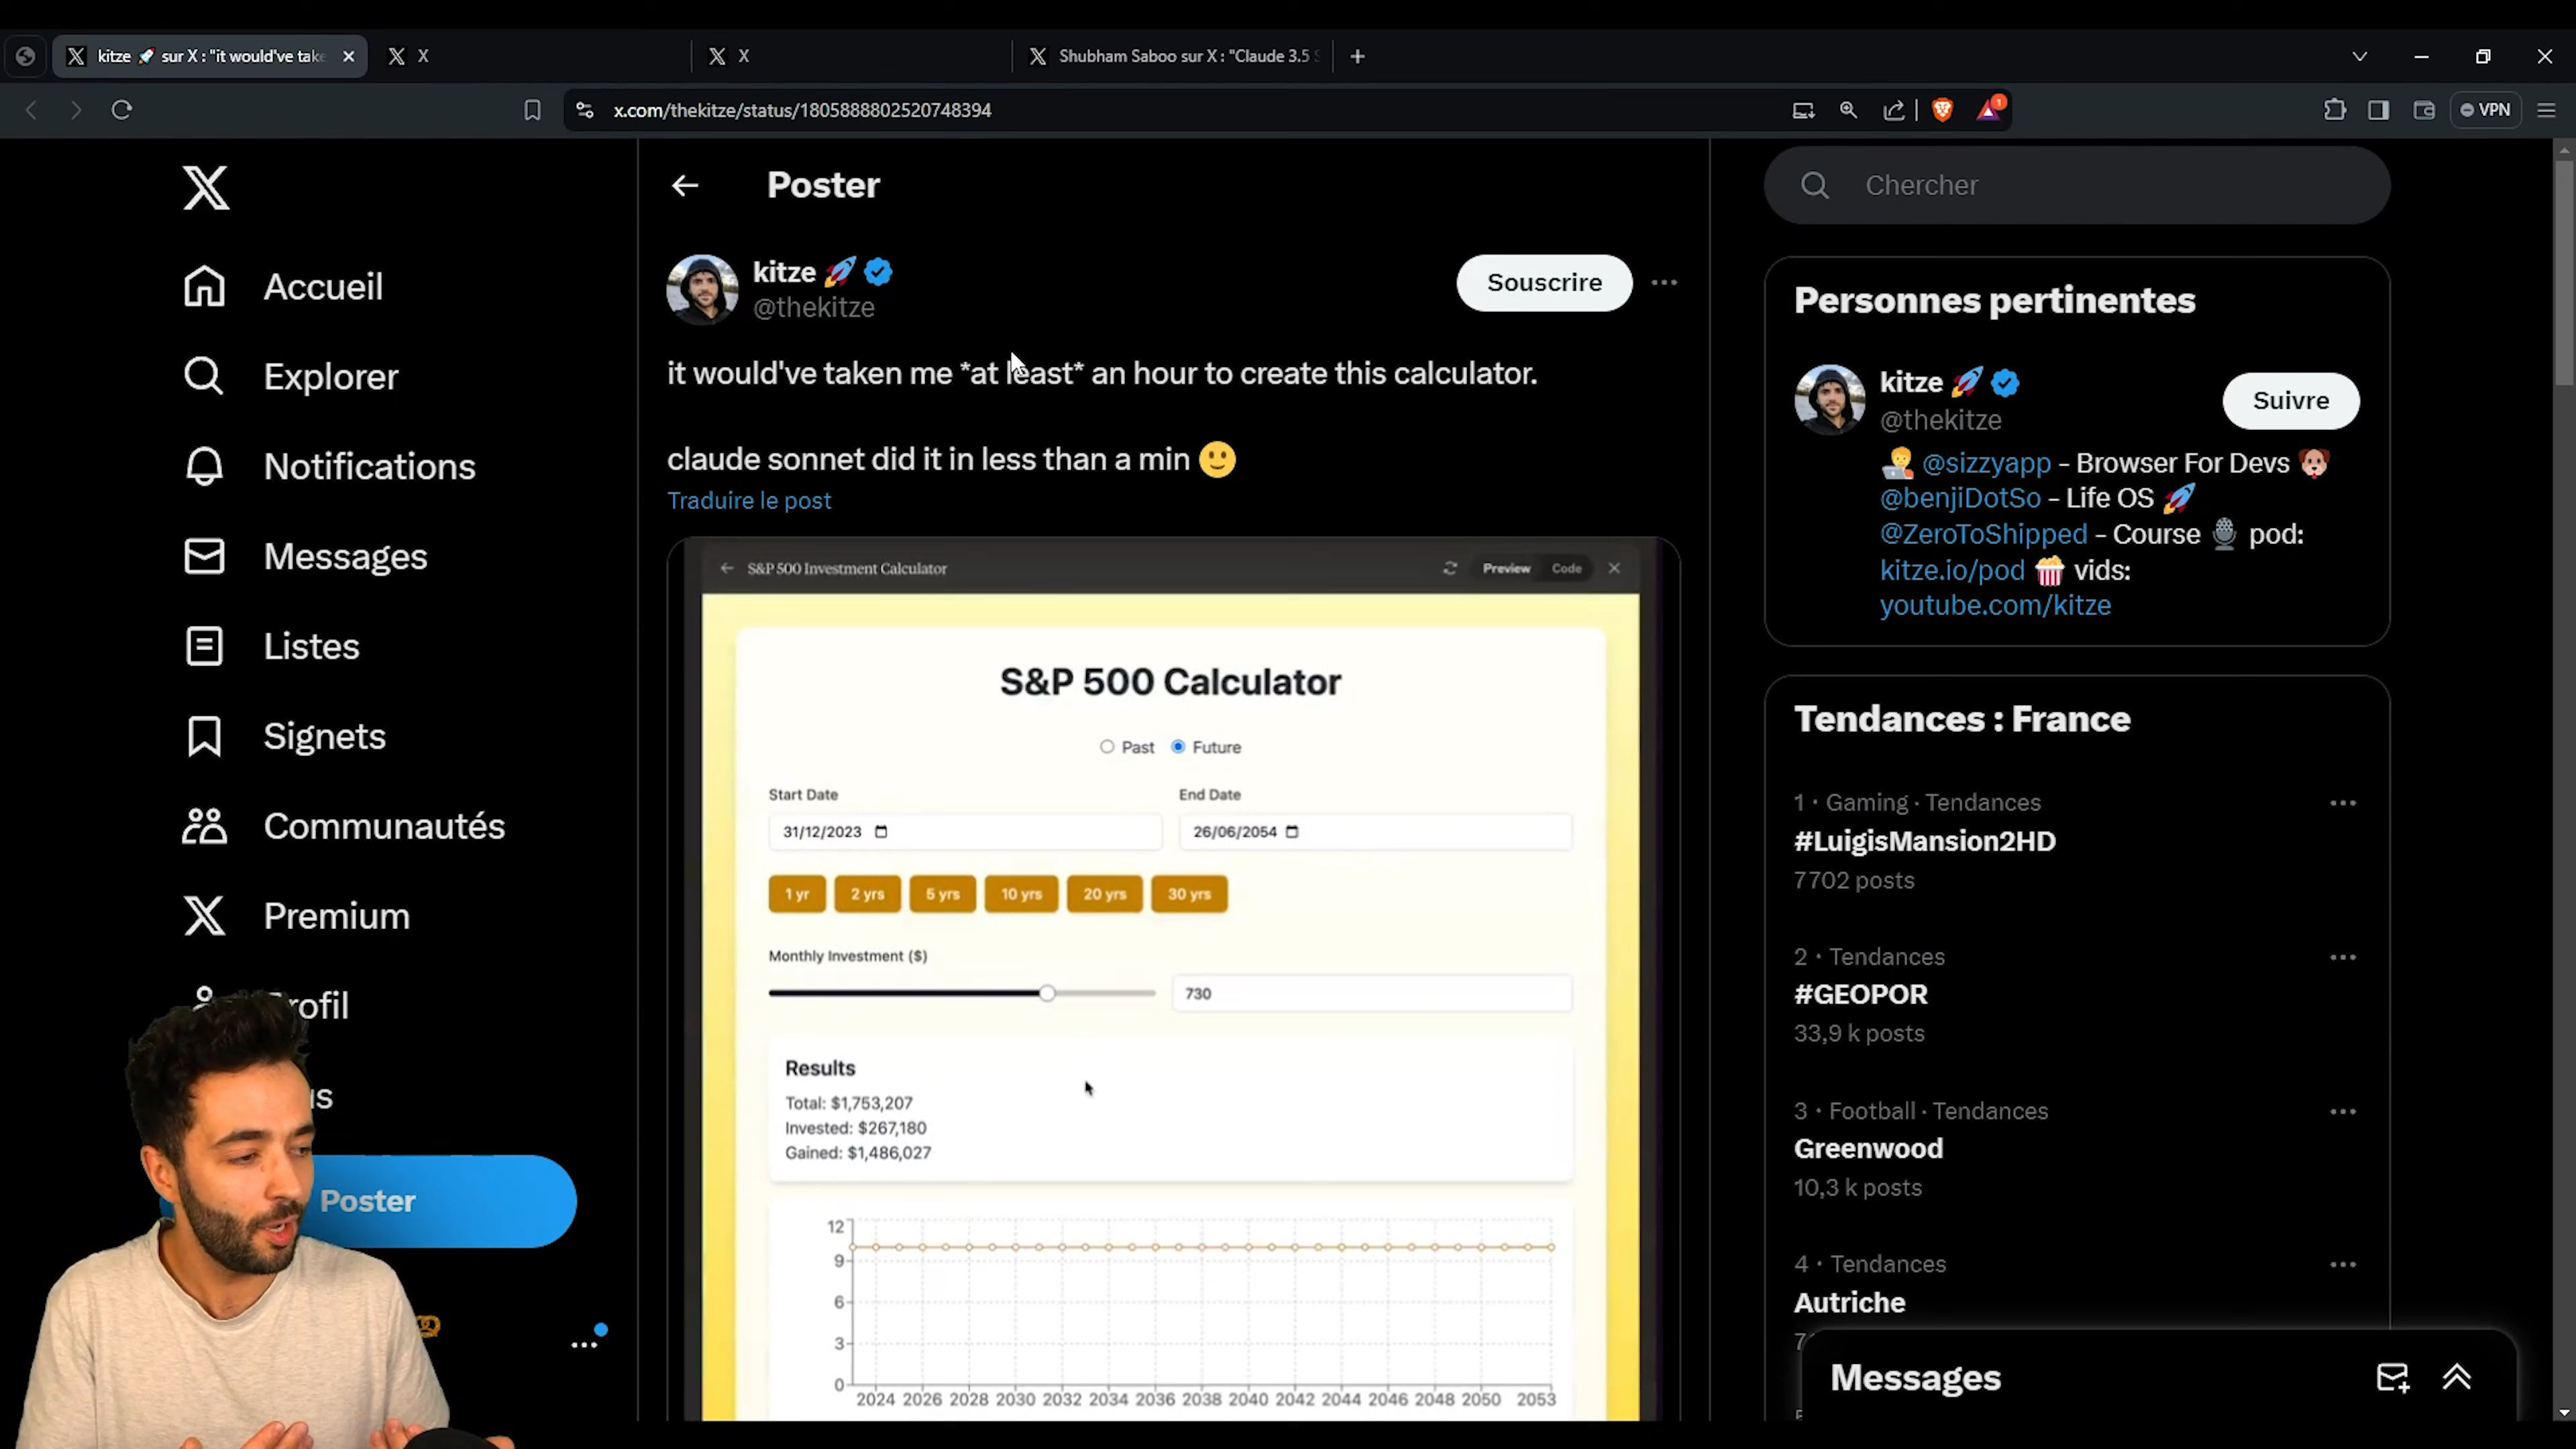 kitze 🚀 sur X : "it would've take
X
X
Shubham Saboo sur X : "Claude 3.5 S
x.com/thekitze/status/1805888802520748394
1
VPN
Accueil
Explorer
Notifications
Messages
Listes
Signets
Communautés
Premium
rofil
us
Poster
Poster
kitze 🚀
@thekitze
Souscrire
it would've taken me *at least* an hour to create this calculator.
claude sonnet did it in less than a min 🙂
Traduire le post
S&P 500 Investment Calculator
Preview
Code
S&P 500 Calculator
Past
Future
Start Date
End Date
31/12/2023
26/06/2054
1 yr
2 yrs
5 yrs
10 yrs
20 yrs
30 yrs
Monthly Investment ($)
730
Results
Total: $1,753,207
Invested: $267,180
Gained: $1,486,027
12
9
6
3
0
2024 2026 2028 2030 2032 2034 2036 2038 2040 2042 2044 2046 2048 2050 2053
Chercher
Personnes pertinentes
kitze 🚀
@thekitze
Suivre
🧑‍💻 @sizzyapp - Browser For Devs 🐶
@benjiDotSo - Life OS 🚀
@ZeroToShipped - Course 🎙️ pod:
kitze.io/pod 🍿 vids:
youtube.com/kitze
Tendances : France
1 · Gaming · Tendances
#LuigisMansion2HD
7 702 posts
2 · Tendances
#GEOPOR
33,9 k posts
3 · Football · Tendances
Greenwood
10,3 k posts
4 · Tendances
Autriche
Messages